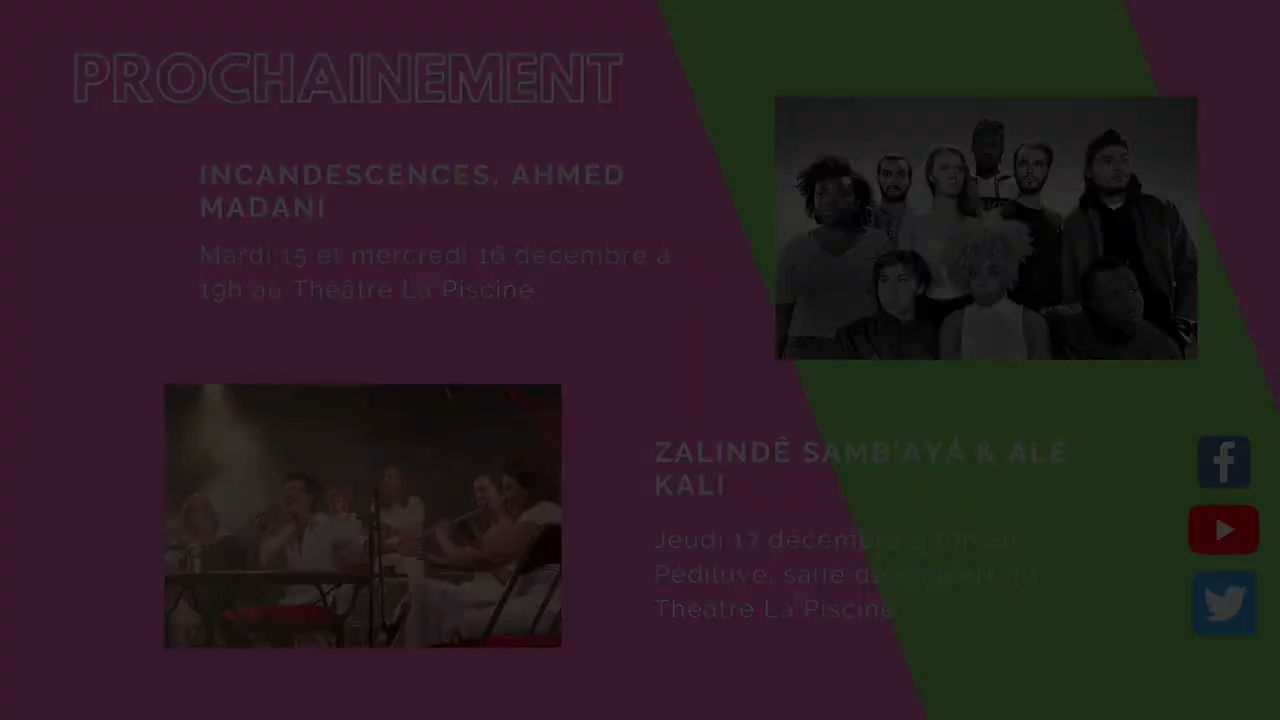 PROCHAINEMENT
INCANDESCENCES, AHMED
MADANI
Mardi 15 et mercredi 16 decembre à
19h au Théâtre La Piscine
ZALINDÊ SAMB'AYÁ & ALÉ
KALI
Jeudi 17 décembre à 19h au
Pédiluve, salle de concert du
Théâtre La Piscine